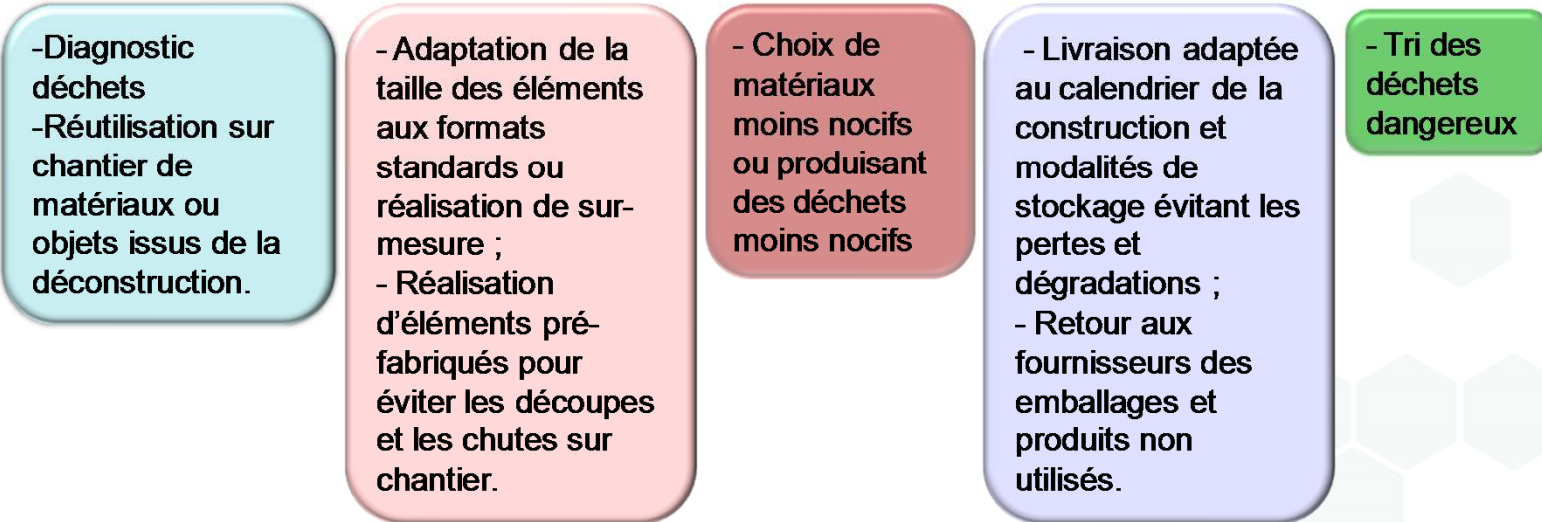 -Diagnostic
déchets
-Réutilisation sur
chantier de
matériaux ou
objets issus de la
déconstruction.
- Adaptation de la
taille des éléments
aux formats
standards ou
réalisation de sur-
mesure ;
- Réalisation
d'éléments pré-
fabriqués pour
éviter les découpes
et les chutes sur
chantier.
- Choix de
matériaux
moins nocifs
ou produisant
des déchets
moins nocifs
- Livraison adaptée
au calendrier de la
construction et
modalités de
stockage évitant les
pertes et
dégradations ;
- Retour aux
fournisseurs des
emballages et
produits non
utilisés.
- Tri des
déchets
dangereux